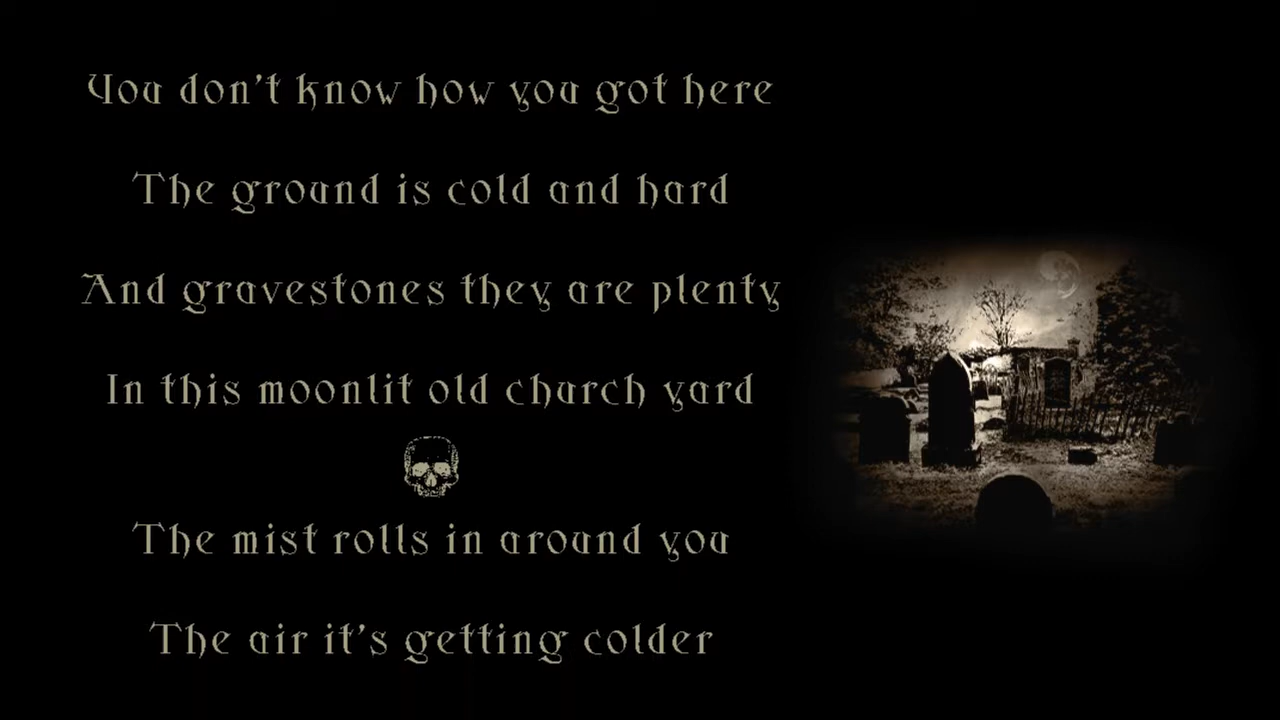 You don't know how you got here
The ground is cold and hard
And gravestones they are plenty
In this moonlit old church yard
The mist rolls in around you
The air it's getting colder